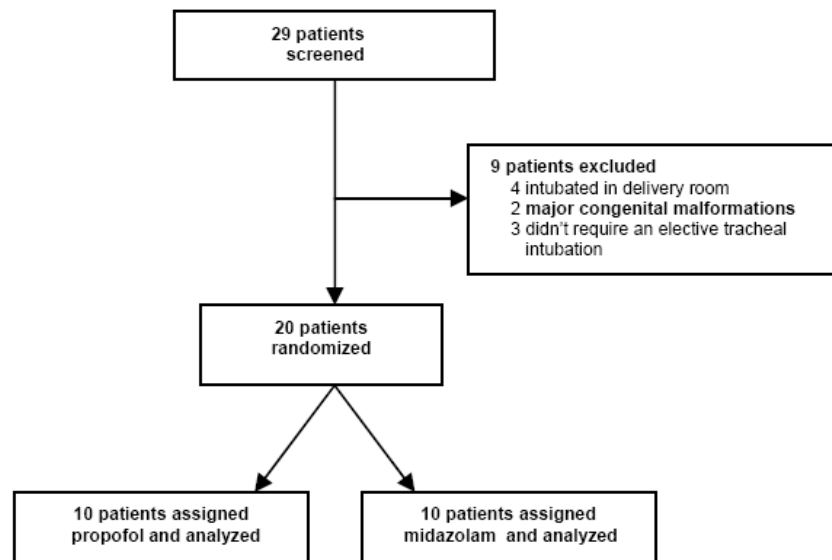 29 patients
screened
9 patients excluded
4 intubated in delivery room
2 major congenital malformations
3 didn't require an elective tracheal
intubation
20 patients
randomized
10 patients assigned
propofol and analyzed
10 patients assigned
midazolam and analyzed